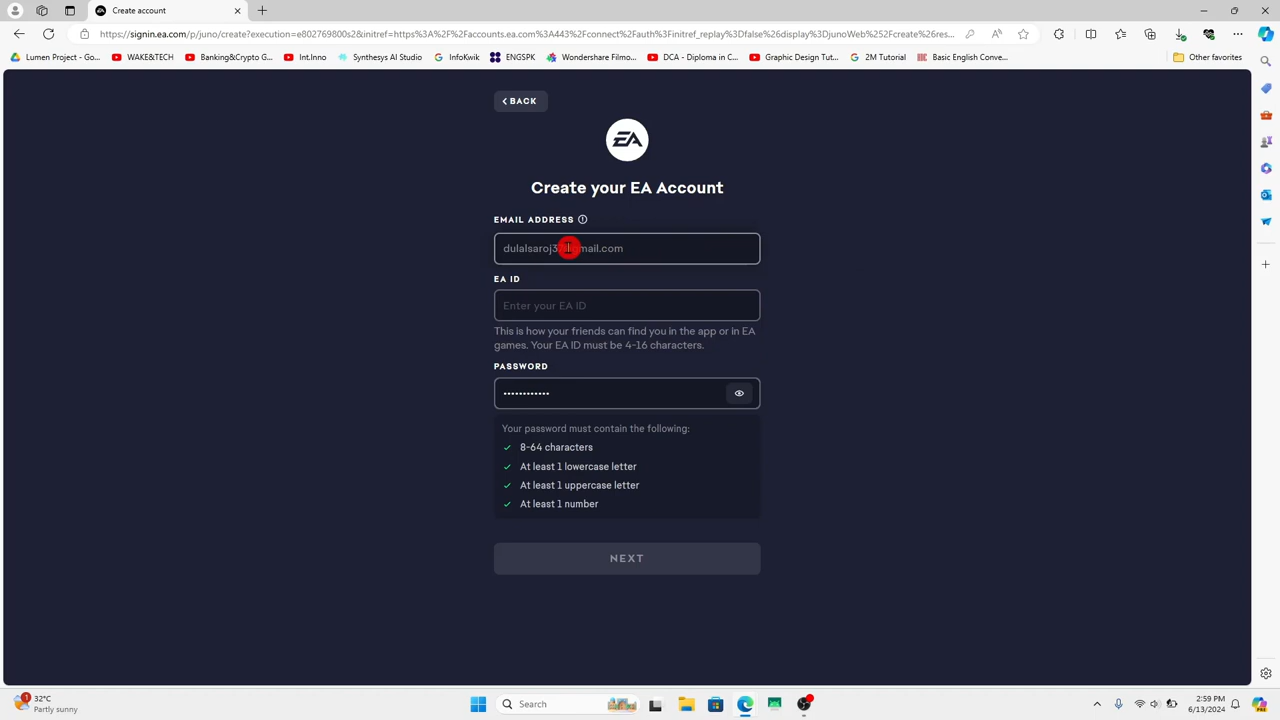 Create account
https://signin.ea.com/p/juno/create?execution=e802769800s2&initref=https%3A%2F%2Faccounts.ea.com%3A443%2Fconnect%2Fauth%3Finitref_replay%3Dfalse%26display%3DjunoWeb%252Fcreate%26res...
Lumen Project - Go... WAKE&TECH Banking&Crypto G... Int.Inno Synthesys AI Studio InfoKwik ENGSPK Wondershare Filmo... DCA - Diploma in C... Graphic Design Tut... 2M Tutorial Basic English Conve... Other favorites
BACK
EA
Create your EA Account
EMAIL ADDRESS
EA ID
Enter your EA ID
This is how your friends can find you in the app or in EA
games. Your EA ID must be 4-16 characters.
PASSWORD
••••••••••••
Your password must contain the following:
8-64 characters
At least 1 lowercase letter
At least 1 uppercase letter
At least 1 number
NEXT
1 32°C
Partly sunny
Search
2:59 PM
6/13/2024